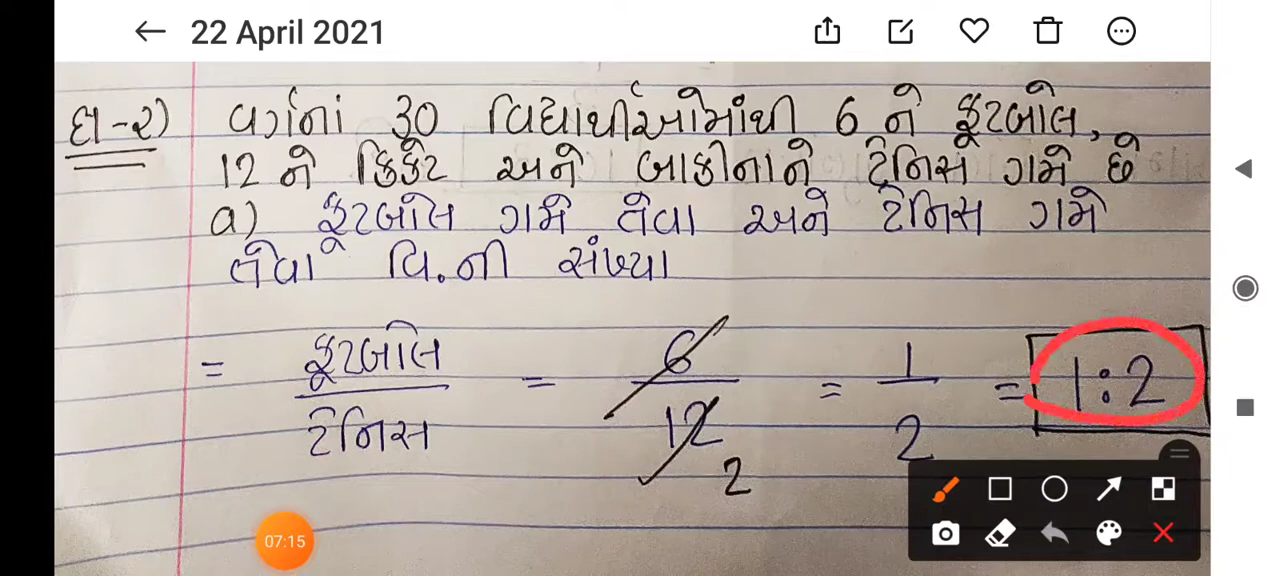 22 April 2021
દા-૨) વર્ગનાં 30 વિદ્યાર્થીઓમાંથી 6 ને ફૂટબોલ,
12 ને ક્રિકેટ અને બાકીનાને ટેનિસ ગમે છે
a) ફૂટબોલ ગમે તેવા અને ટેનિસ ગમે
તેવા વિ.ની સંખ્યા
= ફૂટબોલ = 6 = 1 = 1:2
ટેનિસ 12 2
2
07:15